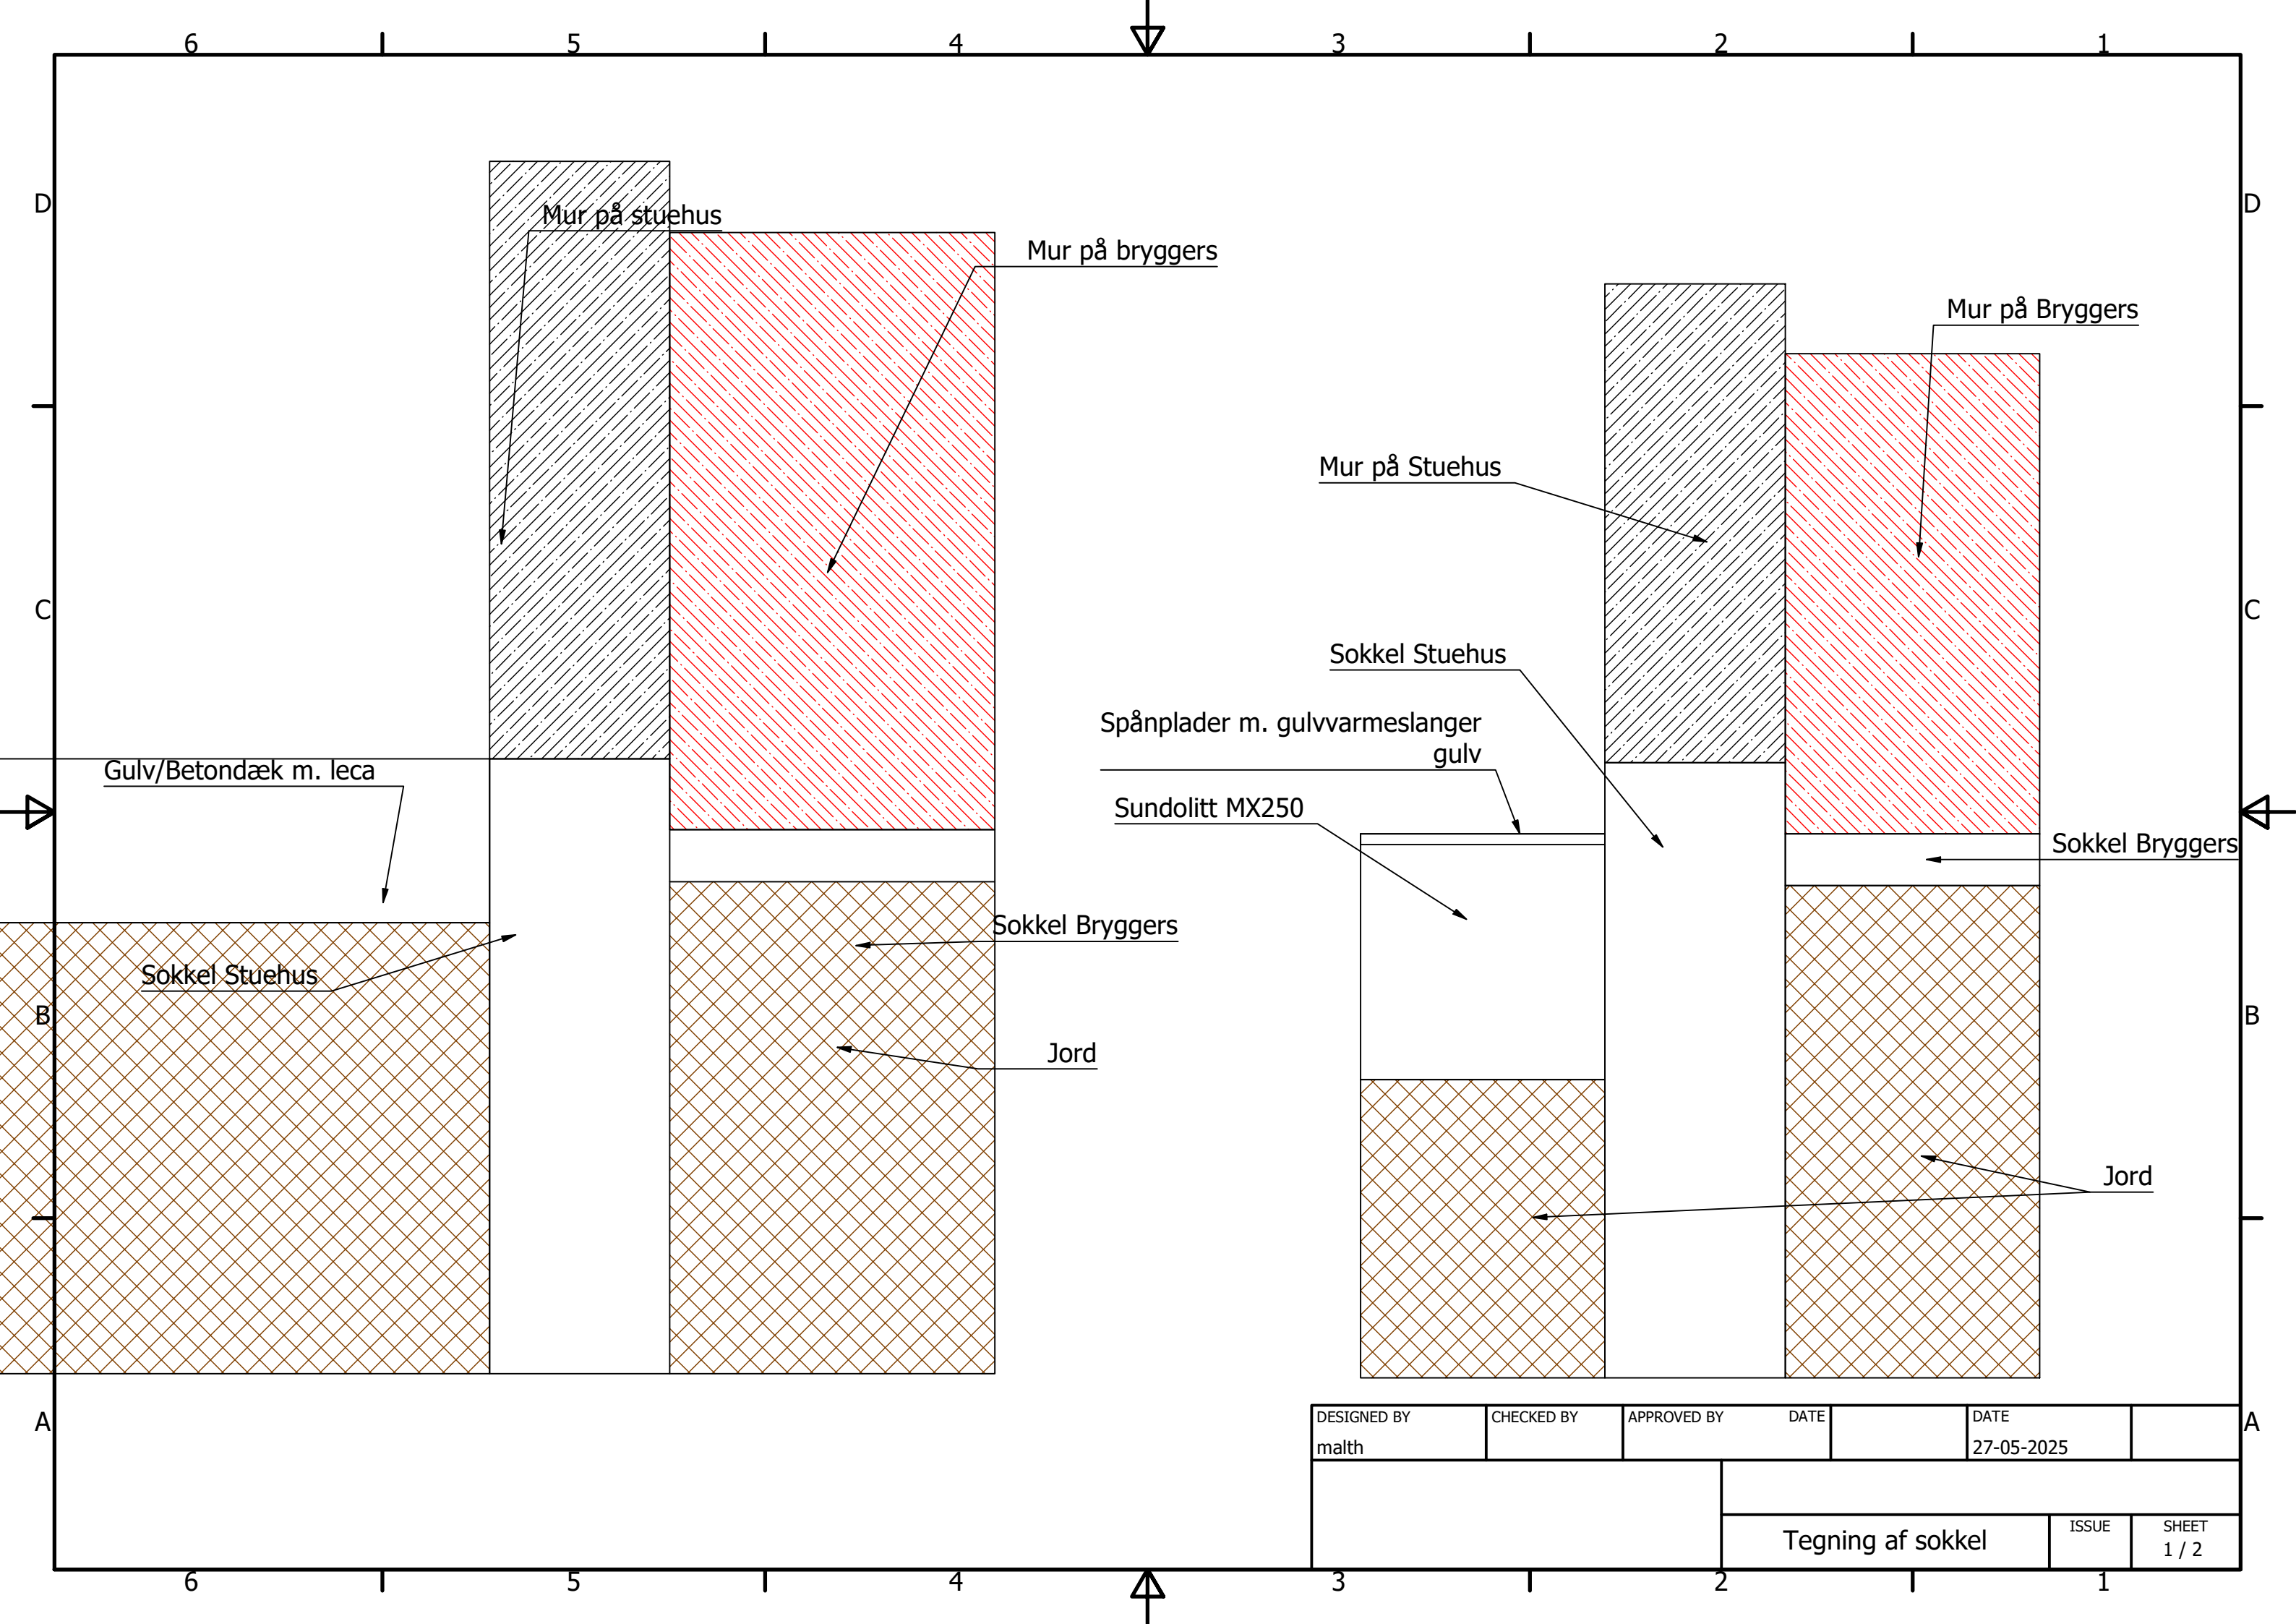 6 5 4 3 2 1
D D
Mur på stuehus
Mur på bryggers
Mur på Bryggers
Mur på Stuehus
C C
Sokkel Stuehus
Spånplader m. gulvvarmeslanger
gulv
Gulv/Betondæk m. leca
Sundolitt MX250
Sokkel Bryggers
Sokkel Bryggers
Sokkel Stuehus
B B
Jord
Jord
A A
DESIGNED BY
malth
CHECKED BY
APPROVED BY DATE
DATE
27-05-2025
Tegning af sokkel
ISSUE
SHEET
1 / 2
6 5 4 3 2 1